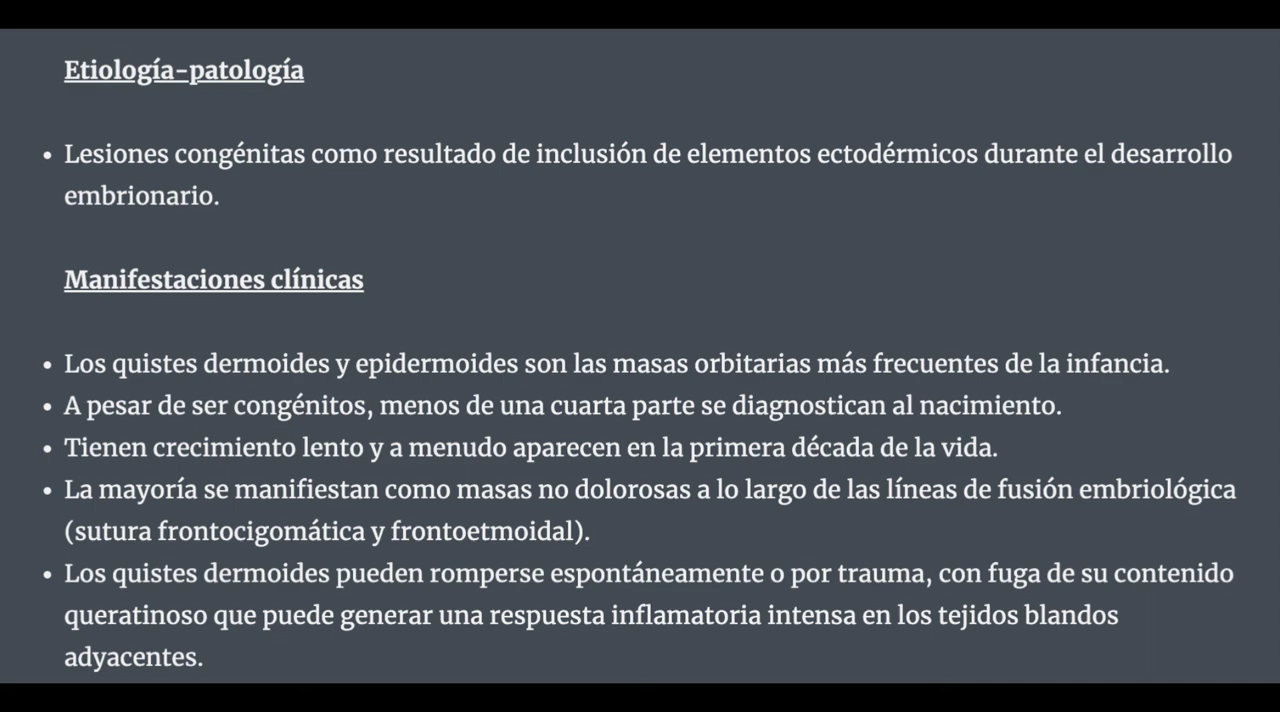 Etiología-patología
• Lesiones congénitas como resultado de inclusión de elementos ectodérmicos durante el desarrollo
embrionario.
Manifestaciones clínicas
• Los quistes dermoides y epidermoides son las masas orbitarias más frecuentes de la infancia.
• A pesar de ser congénitos, menos de una cuarta parte se diagnostican al nacimiento.
• Tienen crecimiento lento y a menudo aparecen en la primera década de la vida.
• La mayoría se manifiestan como masas no dolorosas a lo largo de las líneas de fusión embriológica
(sutura frontocigomática y frontoetmoidal).
• Los quistes dermoides pueden romperse espontáneamente o por trauma, con fuga de su contenido
queratinoso que puede generar una respuesta inflamatoria intensa en los tejidos blandos
adyacentes.